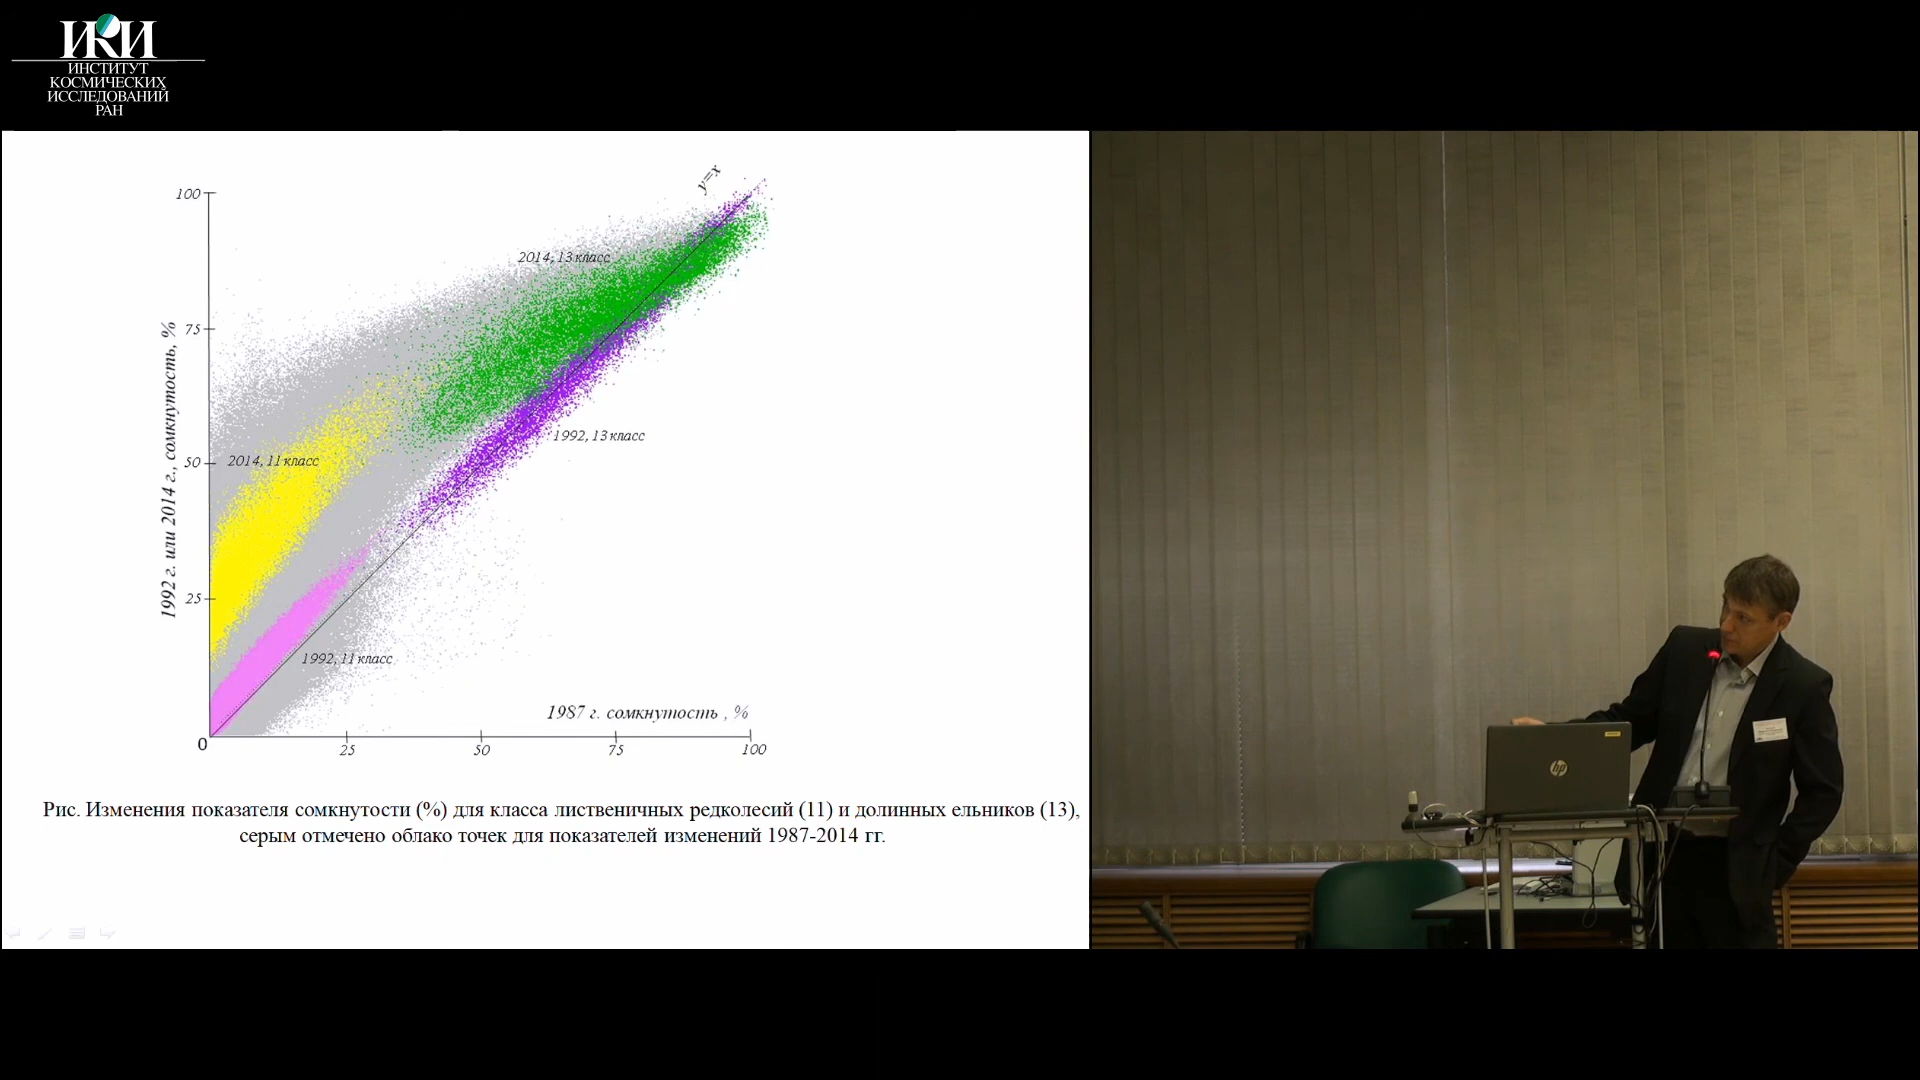 ИКИ
ИНСТИТУТ
КОСМИЧЕСКИХ
ИССЛЕДОВАНИЙ
РАН
y=x
100
2014, 13 класс
75
1992 г. или 2014 г., сомкнутость, %
1992, 13 класс
50
2014, 11 класс
25
1992, 11 класс
1987 г. сомкнутость , %
0
25
50
75
100
Рис. Изменения показателя сомкнутости (%) для класса лиственичных редколесий (11) и долинных ельников (13),
серым отмечено облако точек для показателей изменений 1987-2014 гг.
hp